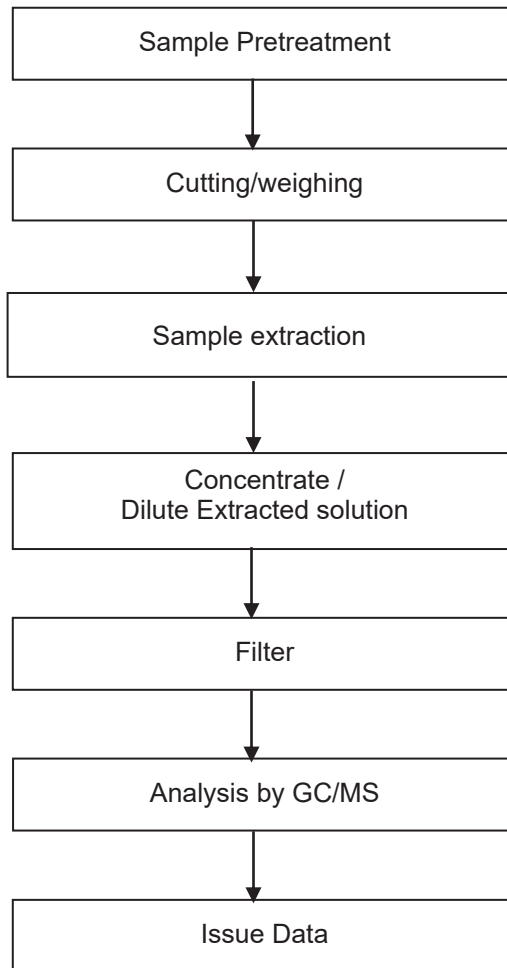 Sample Pretreatment
Cutting/weighing
Sample extraction
Concentrate /
Dilute Extracted solution
Filter
Analysis by GC/MS
Issue Data